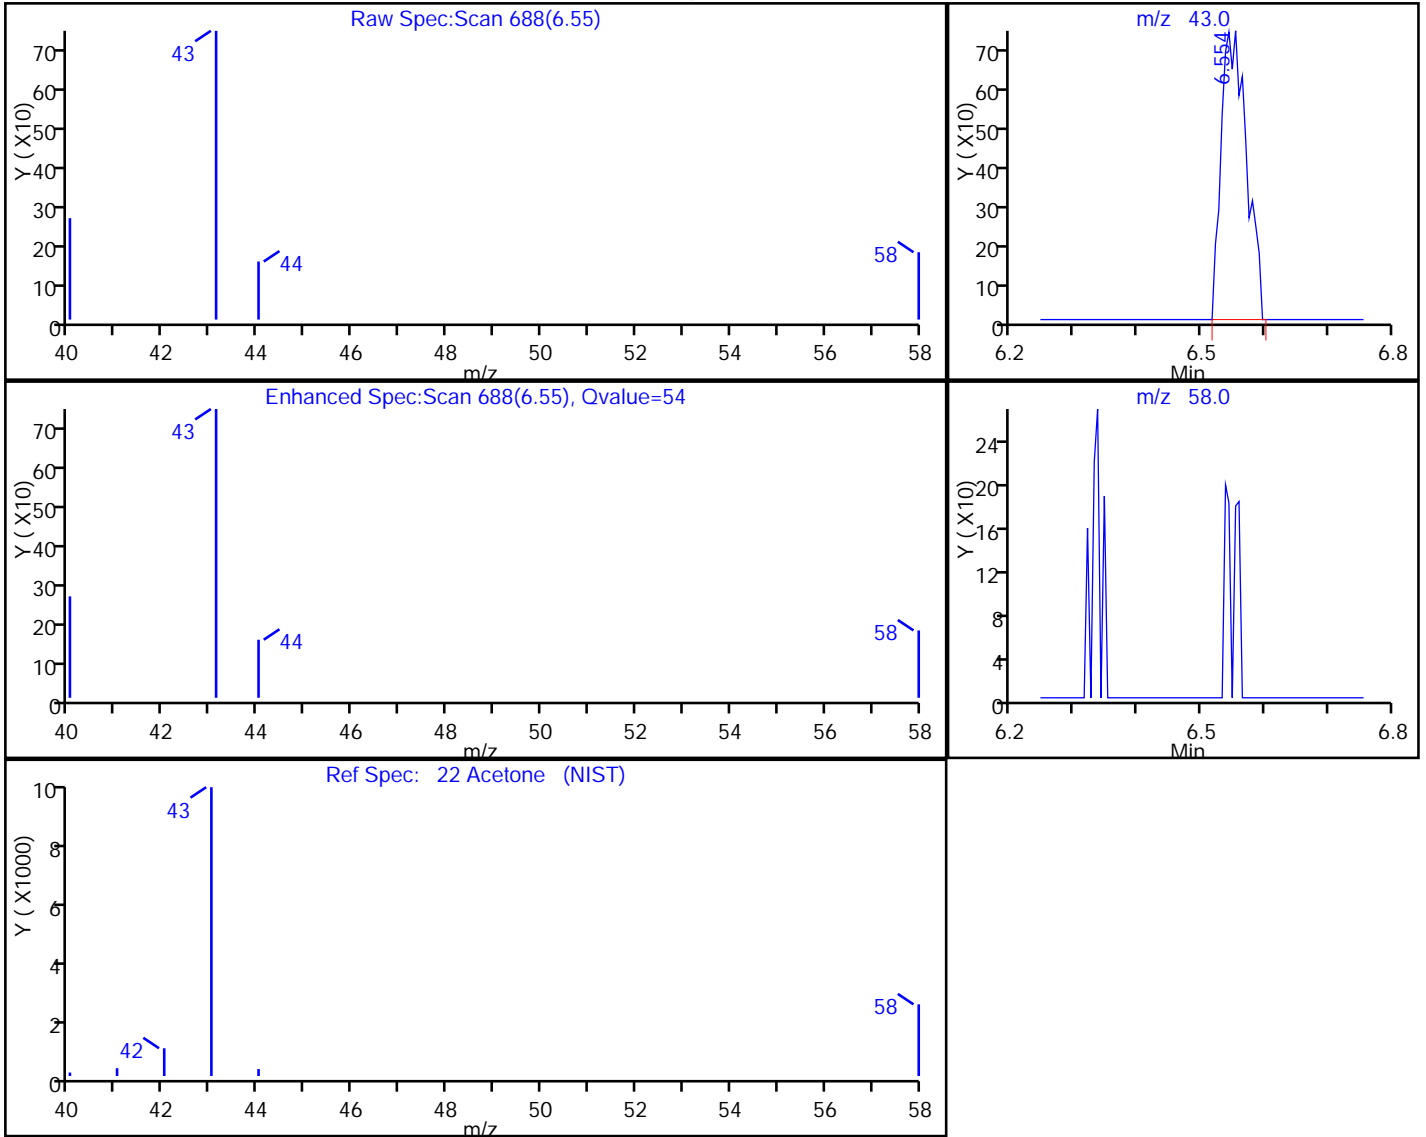 Raw Spec:Scan 688(6.55)
Y ( X10)
70
60
50
40
30
20
10
0
43
44
58
40 42 44 46 48 50 52 54 56 58
m/z
m/z 43.0
Y ( X10)
70
60
50
40
30
20
10
0
6.554
6.2 6.5 6.8
Min
Enhanced Spec:Scan 688(6.55), Qvalue=54
Y ( X10)
70
60
50
40
30
20
10
0
43
44
58
40 42 44 46 48 50 52 54 56 58
m/z
m/z 58.0
Y ( X10)
24
20
16
12
8
4
0
6.2 6.5 6.8
Min
Ref Spec: 22 Acetone (NIST)
Y ( X1000)
10
8
6
4
2
0
43
42
58
40 42 44 46 48 50 52 54 56 58
m/z